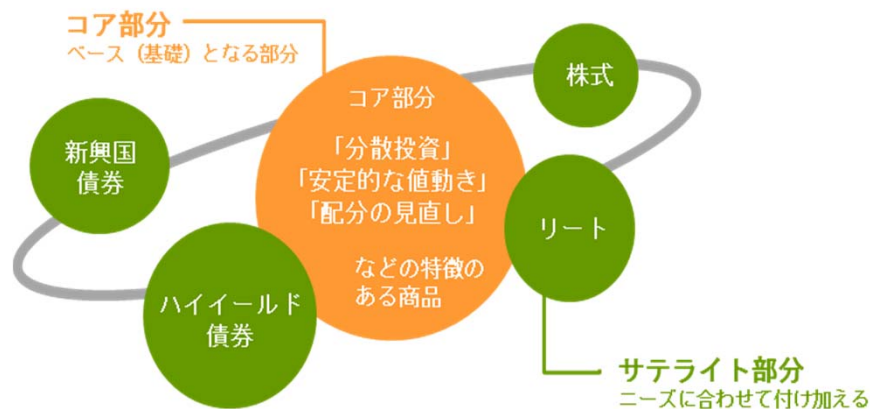 コア部分
ベース（基礎）となる部分
コア部分
「分散投資」
「安定的な値動き」
「配分の見直し」
などの特徴の
ある商品
株式
新興国
債券
リート
ハイイールド
債券
サテライト部分
ニーズに合わせて付け加える